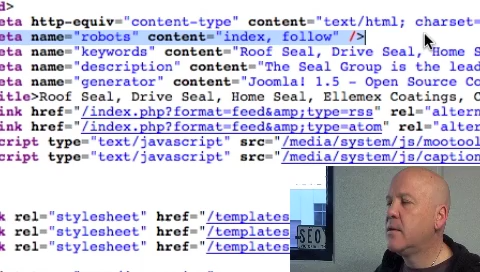 d>
eta http-equiv="content-type" content="text/html; charset=
eta name="robots" content="index, follow" />
eta name="keywords" content="Roof Seal, Drive Seal, Home S
eta name="description" content="The Seal Group is the lead
eta name="generator" content="Joomla! 1.5 - Open Source Co
itle>Roof Seal, Drive Seal, Home Seal, Ellemex Coatings, C
ink href="/index.php?format=feed&amp;type=rss" rel="altern
ink href="/index.php?format=feed&amp;type=atom" rel="alter
cript type="text/javascript" src="/media/system/js/mootool
cript type="text/javascript" src="/media/system/js/caption
k rel="stylesheet" href="/templates
k rel="stylesheet" href="/templates
k rel="stylesheet" href="/templates
SEO